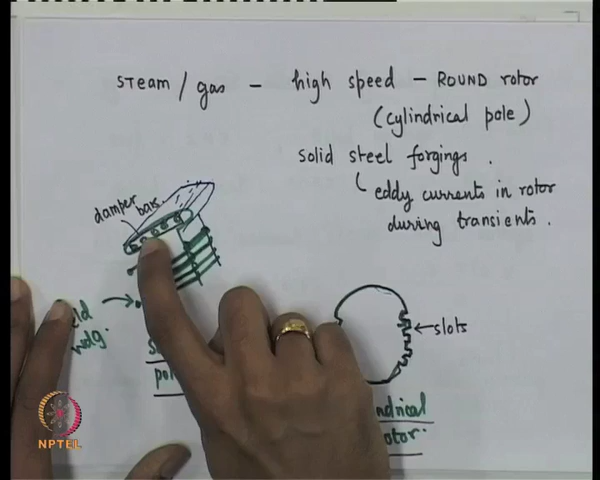 steam / gas – high speed – ROUND rotor
(cylindrical pole)
solid steel forgings.
eddy currents in rotor
during transients.
damper bars
slots
NPTEL